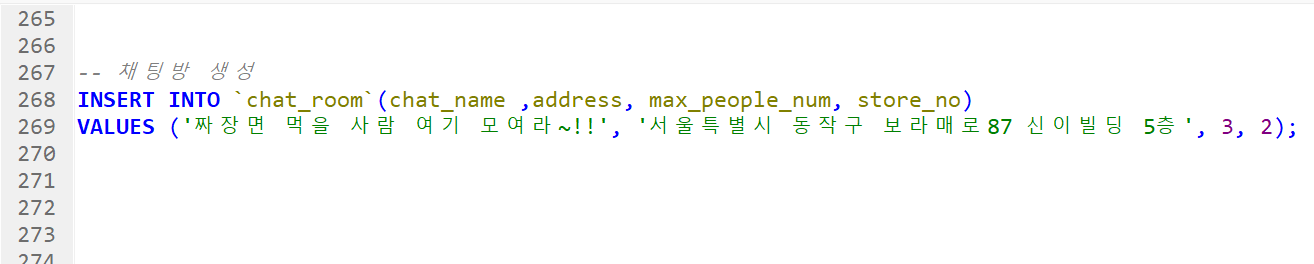 265
266
267 -- 채팅방 생성
268 INSERT INTO `chat_room`(chat_name ,address, max_people_num, store_no)
269 VALUES ('짜장면 먹을 사람 여기 모여라~!!', '서울특별시 동작구 보라매로87 신이빌딩 5층', 3, 2);
270
271
272
273
274